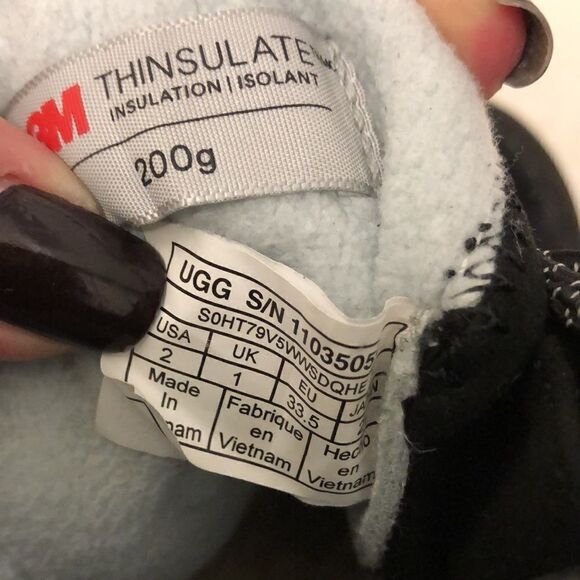 3M THINSULATE™
INSULATION | ISOLANT
200g
UGG S/N 1103505
S0HT79V5WWSDQHE
USA UK EU
2 1 33.5
Made Fabrique Hecho
In en en
Vietnam Vietnam